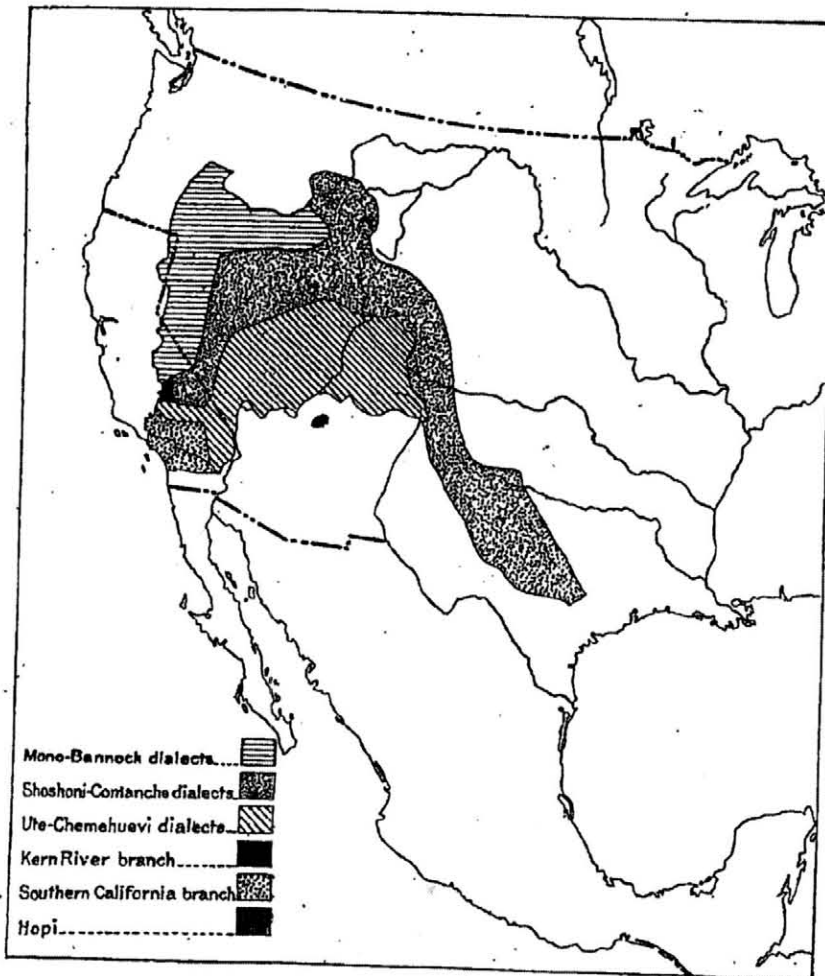 Mono-Bannock dialects
Shoshoni-Comanche dialects
Ute-Chemehuevi dialects
Kern River branch
Southern California branch
Hopi